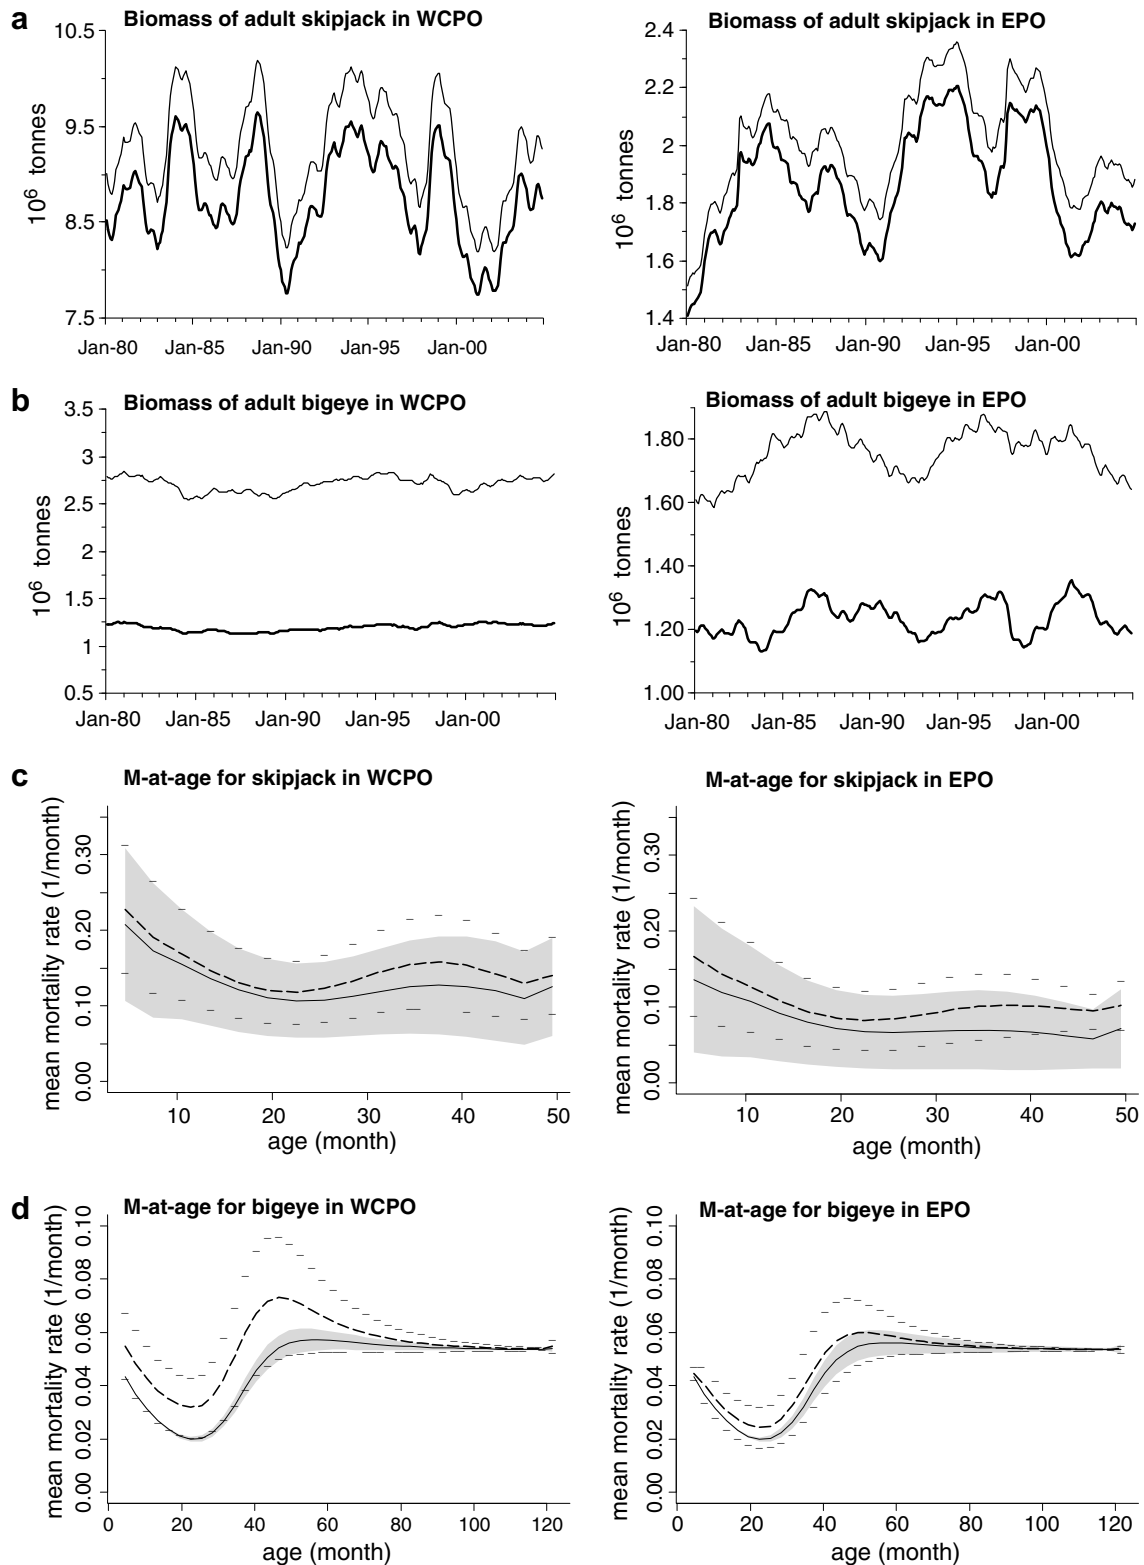 a
Biomass of adult skipjack in WCPO
10^6 tonnes
10.5
9.5
8.5
7.5
Jan-80 Jan-85 Jan-90 Jan-95 Jan-00
Biomass of adult skipjack in EPO
10^6 tonnes
2.4
2.2
2
1.8
1.6
1.4
Jan-80 Jan-85 Jan-90 Jan-95 Jan-00
b
Biomass of adult bigeye in WCPO
10^6 tonnes
3.5
3
2.5
2
1.5
1
0.5
Jan-80 Jan-85 Jan-90 Jan-95 Jan-00
Biomass of adult bigeye in EPO
10^6 tonnes
1.80
1.60
1.40
1.20
1.00
Jan-80 Jan-85 Jan-90 Jan-95 Jan-00
c
M-at-age for skipjack in WCPO
mean mortality rate (1/month)
0.30
0.20
0.10
0.00
10 20 30 40 50
age (month)
M-at-age for skipjack in EPO
mean mortality rate (1/month)
0.30
0.20
0.10
0.00
10 20 30 40 50
age (month)
d
M-at-age for bigeye in WCPO
mean mortality rate (1/month)
0.10
0.08
0.06
0.04
0.02
0.00
0 20 40 60 80 100 120
age (month)
M-at-age for bigeye in EPO
mean mortality rate (1/month)
0.10
0.08
0.06
0.04
0.02
0.00
0 20 40 60 80 100 120
age (month)